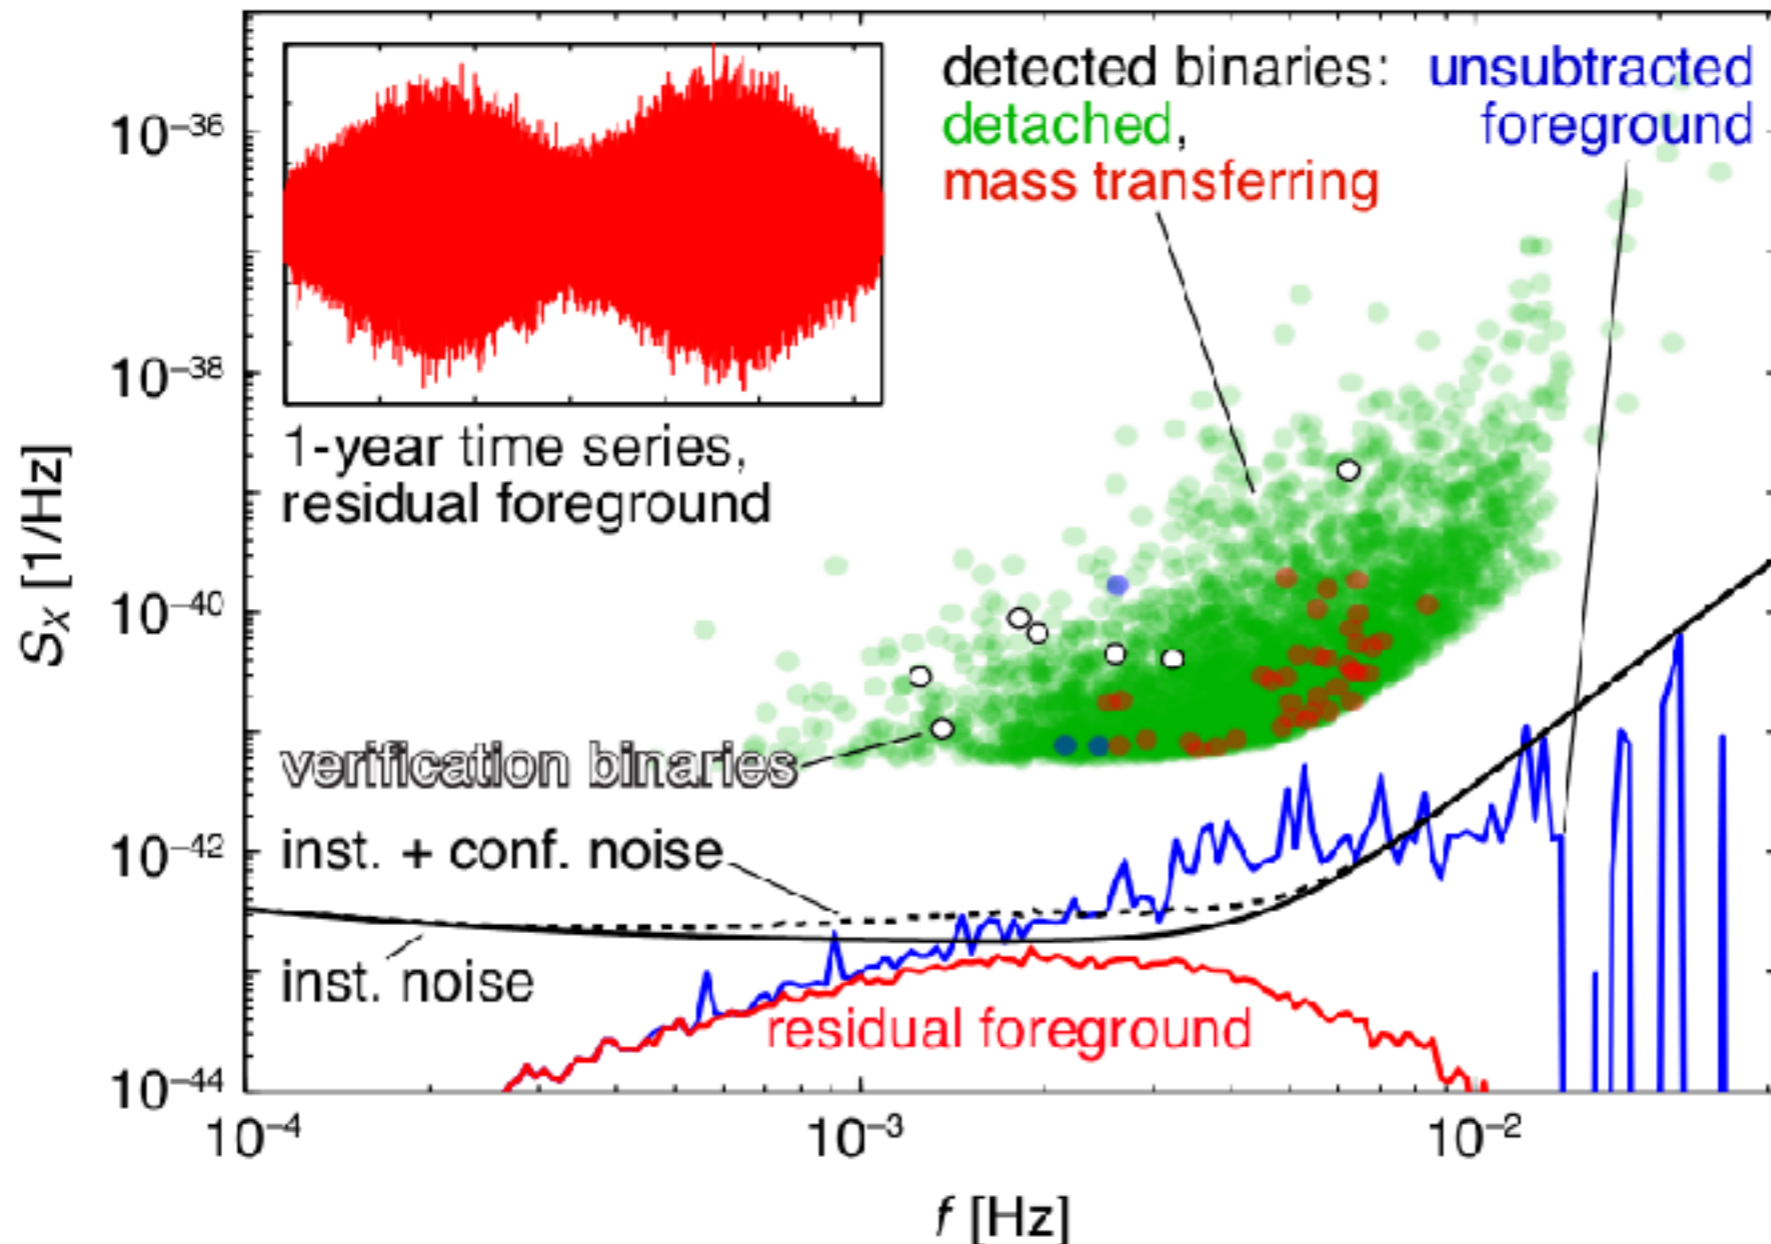 detected binaries:
detached,
mass transferring
unsubtracted
foreground
1-year time series,
residual foreground
verification binaries
inst. + conf. noise
inst. noise
residual foreground
S_X [1/Hz]
10⁻³⁶
10⁻³⁸
10⁻⁴⁰
10⁻⁴²
10⁻⁴⁴
10⁻⁴
10⁻³
10⁻²
f [Hz]